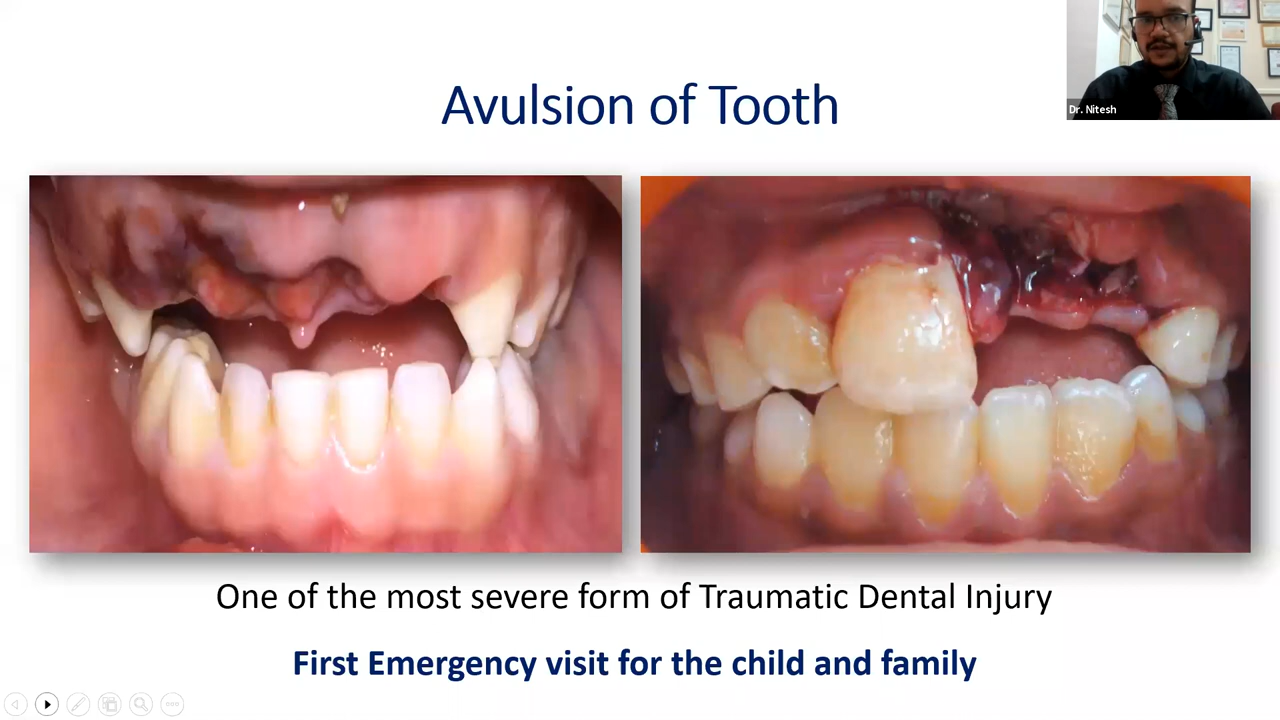 Avulsion of Tooth
Dr. Nitesh
One of the most severe form of Traumatic Dental Injury
First Emergency visit for the child and family